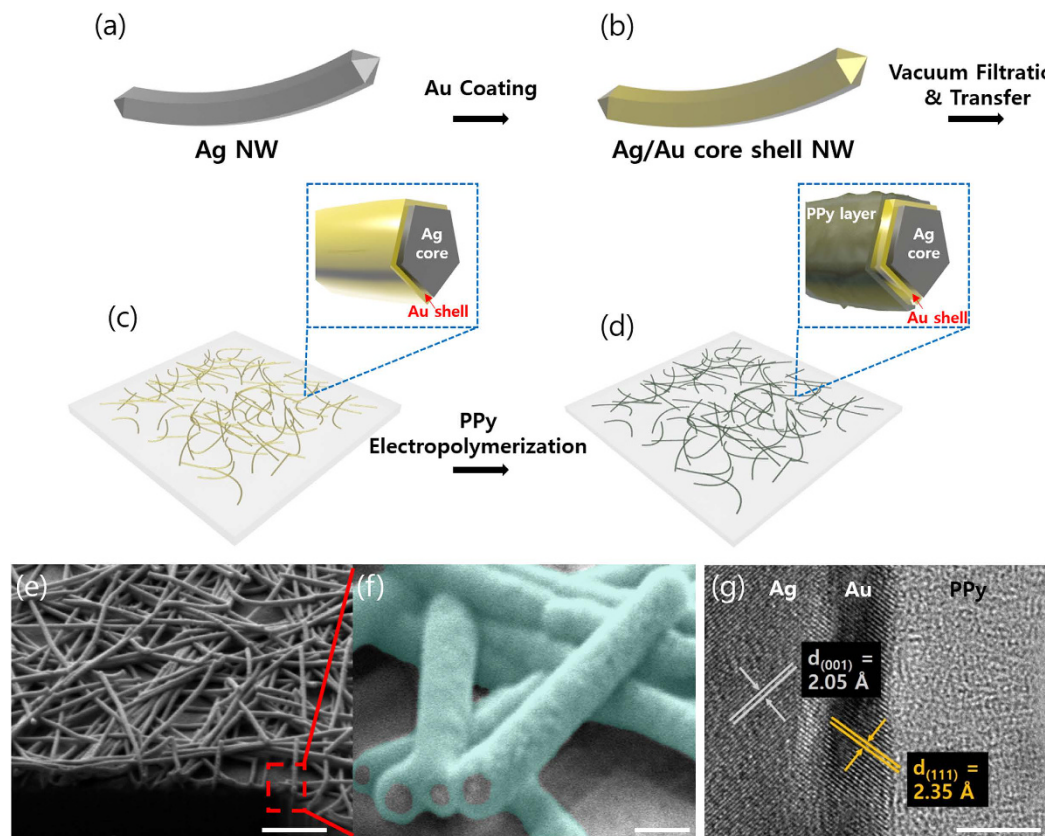 (a)
Ag NW
Au Coating
(b)
Ag/Au core shell NW
Vacuum Filtratio
& Transfer
Ag
core
Au shell
PPy layer
Ag
core
Au shell
(c)
PPy
Electropolymerization
(d)
(e)
(f)
(g)
Ag
Au
PPy
d(001) =
2.05 Å
d(111) =
2.35 Å